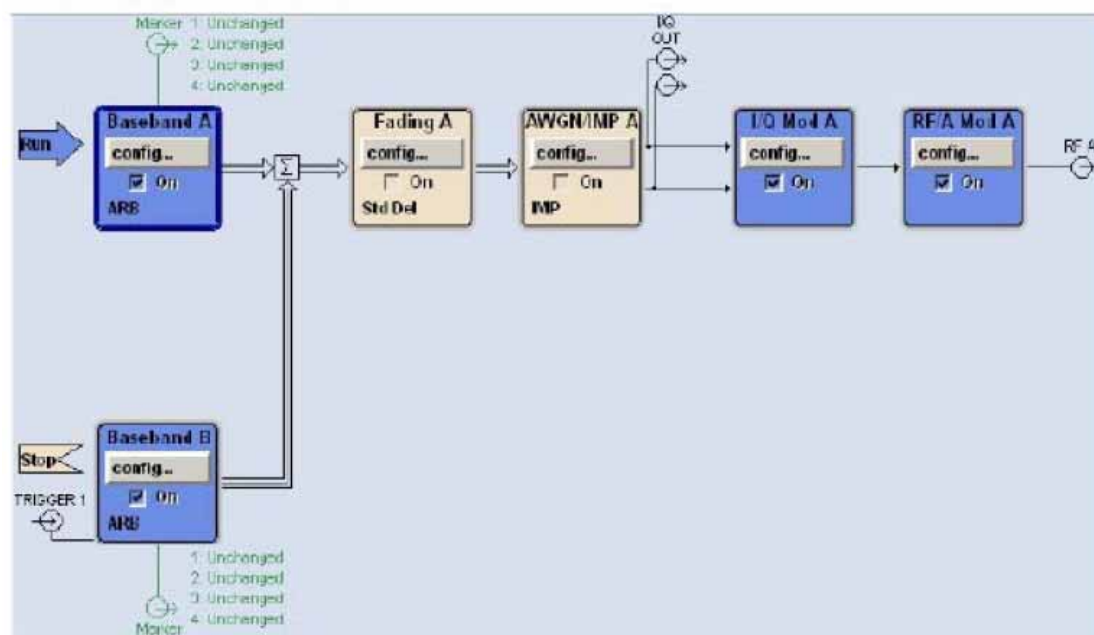 Marker 1: Unchanged
2: Unchanged
3: Unchanged
4: Unchanged
I/Q
OUT
Run
Baseband A
config...
On
ARB
Σ
Fading A
config...
On
Std Del
AWGN/IMP A
config...
On
IMP
I/Q Mod A
config...
On
RF/A Mod A
config...
On
RF A
Stop
TRIGGER 1
Baseband B
config...
On
ARB
1: Unchanged
2: Unchanged
3: Unchanged
4: Unchanged
Marker